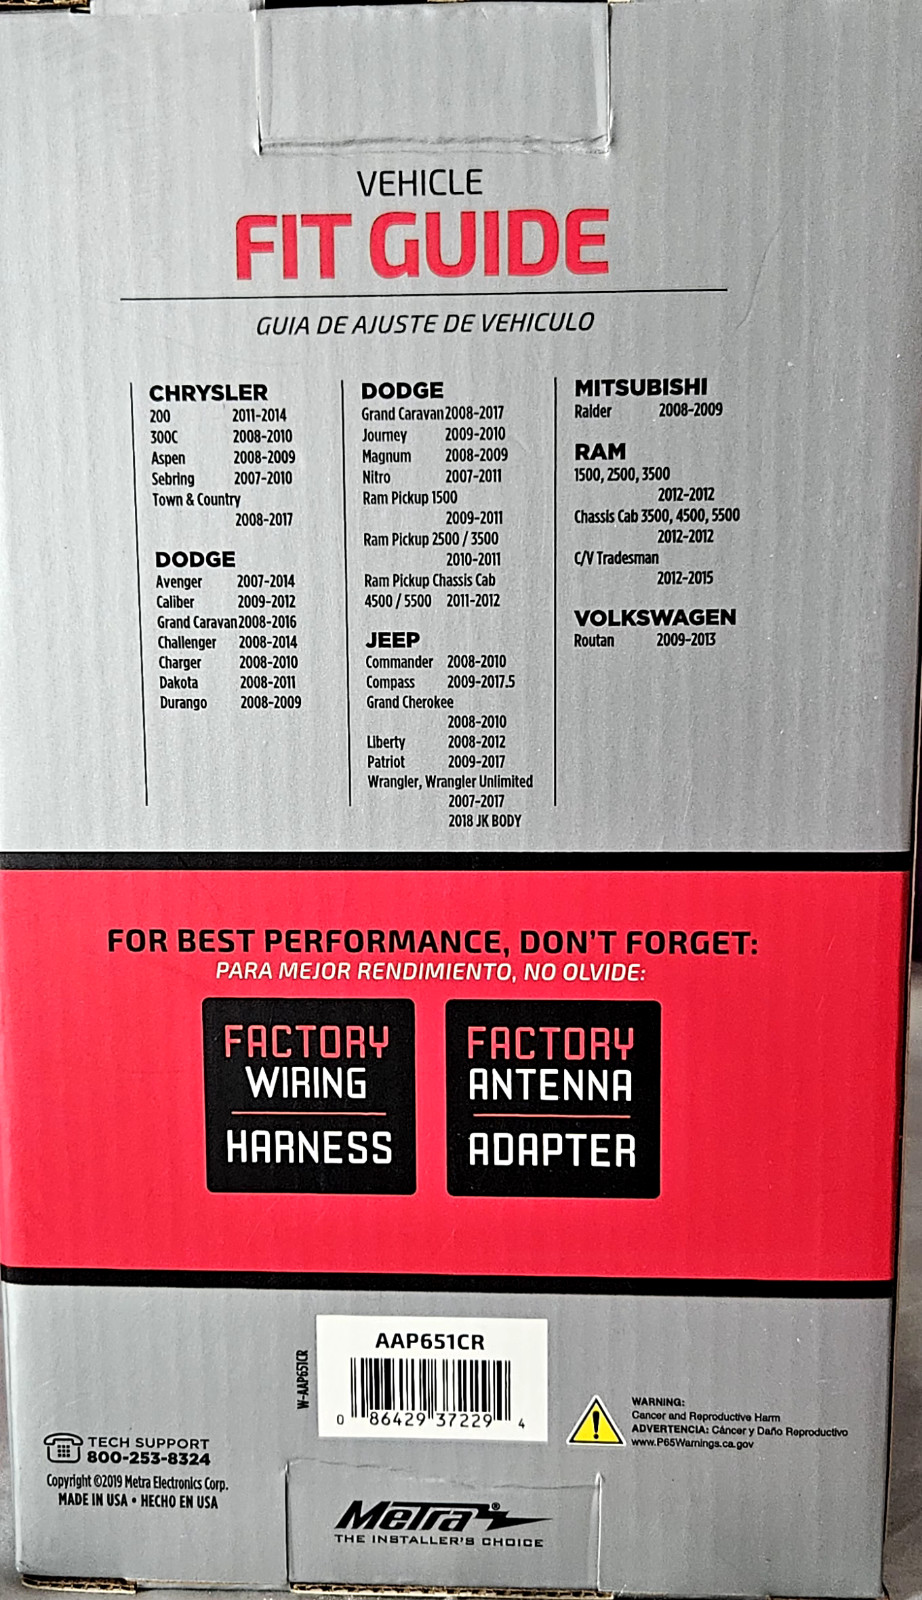 VEHICLE
FIT GUIDE
GUIA DE AJUSTE DE VEHICULO
CHRYSLER
200 2011-2014
300C 2008-2010
Aspen 2008-2009
Sebring 2007-2010
Town & Country
2008-2017
DODGE
Avenger 2007-2014
Caliber 2009-2012
Grand Caravan 2008-2016
Challenger 2008-2014
Charger 2008-2010
Dakota 2008-2011
Durango 2008-2009
DODGE
Grand Caravan 2008-2017
Journey 2009-2010
Magnum 2008-2009
Nitro 2007-2011
Ram Pickup 1500
2009-2011
Ram Pickup 2500 / 3500
2010-2011
Ram Pickup Chassis Cab
4500 / 5500 2011-2012
JEEP
Commander 2008-2010
Compass 2009-2017.5
Grand Cherokee
2008-2010
Liberty 2008-2012
Patriot 2009-2017
Wrangler, Wrangler Unlimited
2007-2017
2018 JK BODY
MITSUBISHI
Raider 2008-2009
RAM
1500, 2500, 3500
2012-2012
Chassis Cab 3500, 4500, 5500
2012-2012
C/V Tradesman
2012-2015
VOLKSWAGEN
Routan 2009-2013
FOR BEST PERFORMANCE, DON'T FORGET:
PARA MEJOR RENDIMIENTO, NO OLVIDE:
FACTORY
WIRING
HARNESS
FACTORY
ANTENNA
ADAPTER
AAP651CR
W-AAP651CR
0 86429 37229 4
TECH SUPPORT
800-253-8324
Copyright ©2019 Metra Electronics Corp.
MADE IN USA • HECHO EN USA
WARNING:
Cancer and Reproductive Harm
ADVERTENCIA: Cáncer y Daño Reproductivo
www.P65Warnings.ca.gov
Metra®
THE INSTALLER'S CHOICE